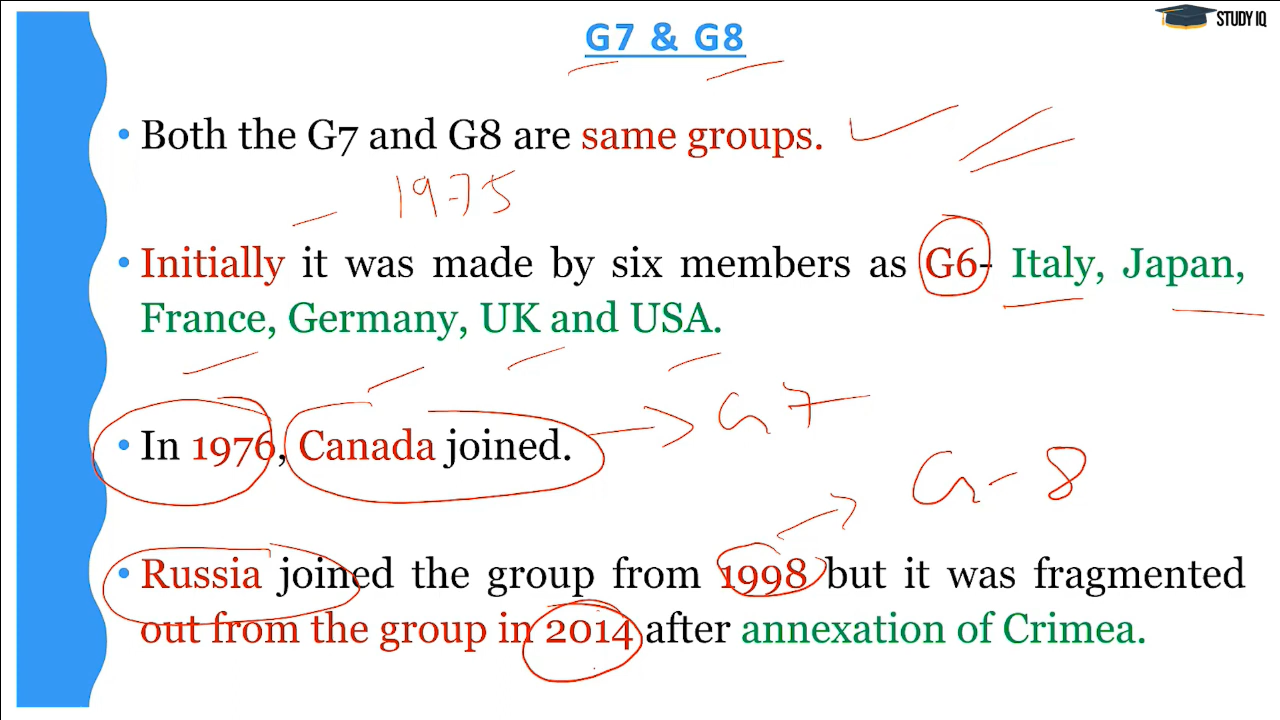 STUDY IQ
G7 & G8
• Both the G7 and G8 are same groups.
1975
• Initially it was made by six members as G6- Italy, Japan,
France, Germany, UK and USA.
G7
• In 1976, Canada joined.
G-8
• Russia joined the group from 1998 but it was fragmented
out from the group in 2014 after annexation of Crimea.